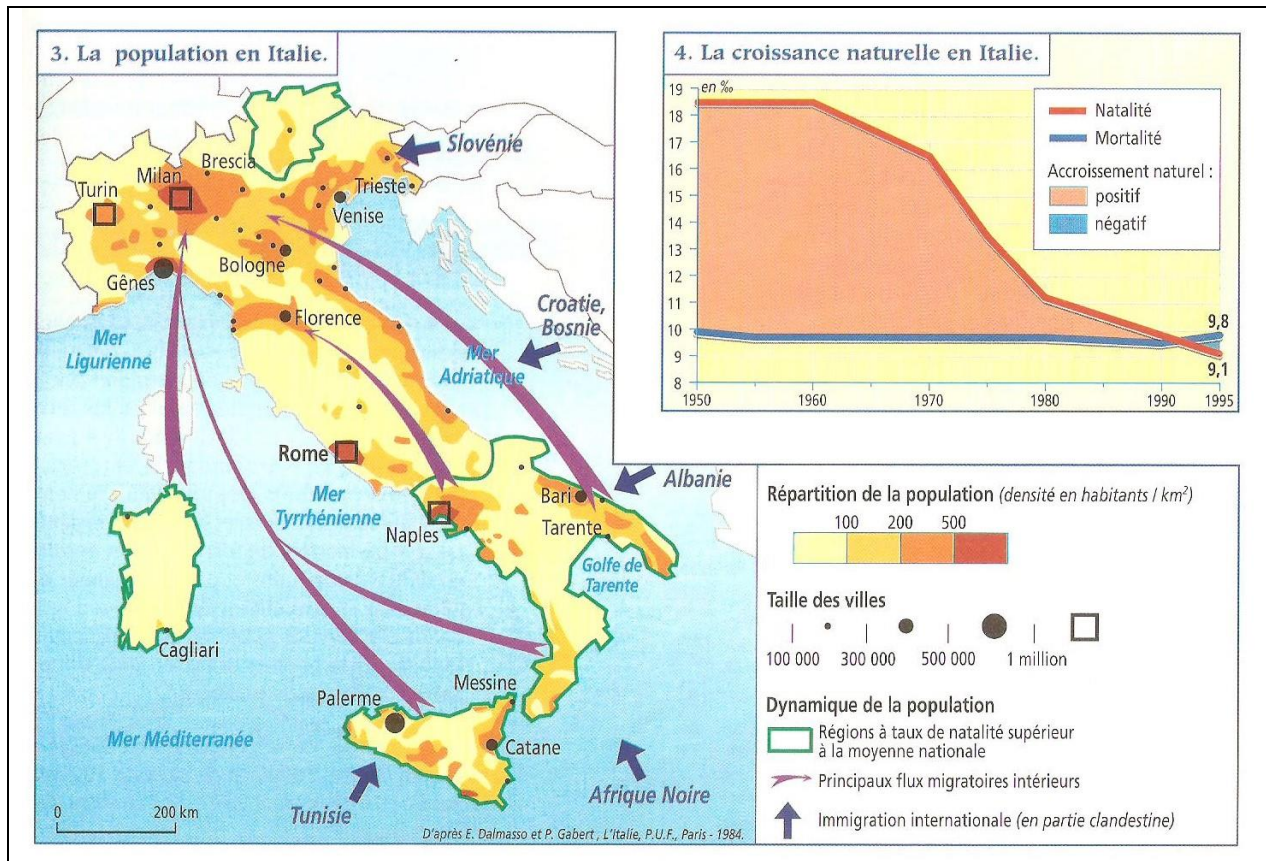 3. La population en Italie.
Slovénie
Brescia
Milan
Turin
Trieste
Venise
Bologne
Gênes
Florence
Croatie,
Bosnie
Mer
Ligurienne
Mer
Adriatique
Rome
Albanie
Bari
Mer
Tyrrhénienne
Naples
Tarente
Golfe de
Tarente
Cagliari
Messine
Palerme
Mer Méditerranée
Catane
Tunisie
Afrique Noire
0 200 km
D'après E. Dalmasso et P. Gabert, L'Italie, P.U.F., Paris - 1984.
4. La croissance naturelle en Italie.
en ‰
19
18
17
16
15
14
13
12
11
10
9
8
1950 1960 1970 1980 1990 1995
9,8
9,1
Natalité
Mortalité
Accroissement naturel :
positif
négatif
Répartition de la population (densité en habitants / km²)
100 200 500
Taille des villes
100 000 300 000 500 000 1 million
Dynamique de la population
Régions à taux de natalité supérieur
à la moyenne nationale
Principaux flux migratoires intérieurs
Immigration internationale (en partie clandestine)